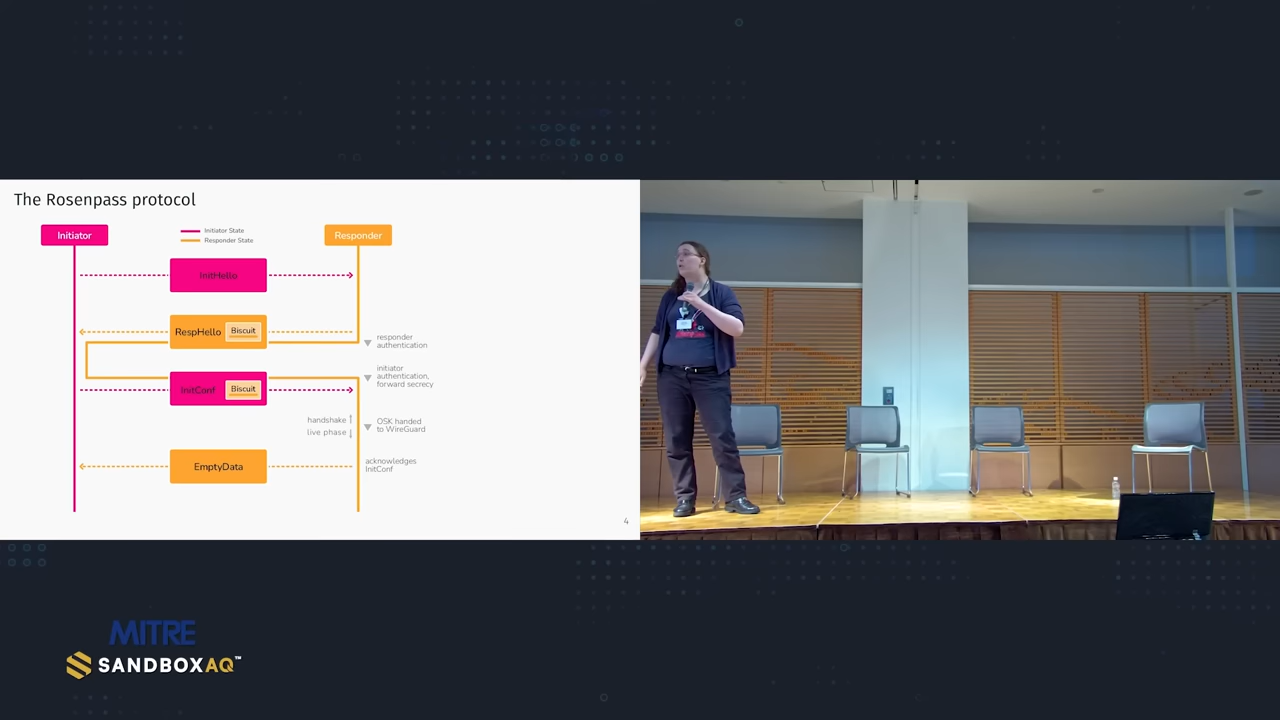 The Rosenpass protocol
Initiator
Initiator State
Responder State
Responder
InitHello
RespHello
Biscuit
responder
authentication
initiator
authentication,
forward secrecy
InitConf
Biscuit
handshake
live phase
OSK handed
to WireGuard
EmptyData
acknowledges
InitConf
4
MITRE
SANDBOXAQ™